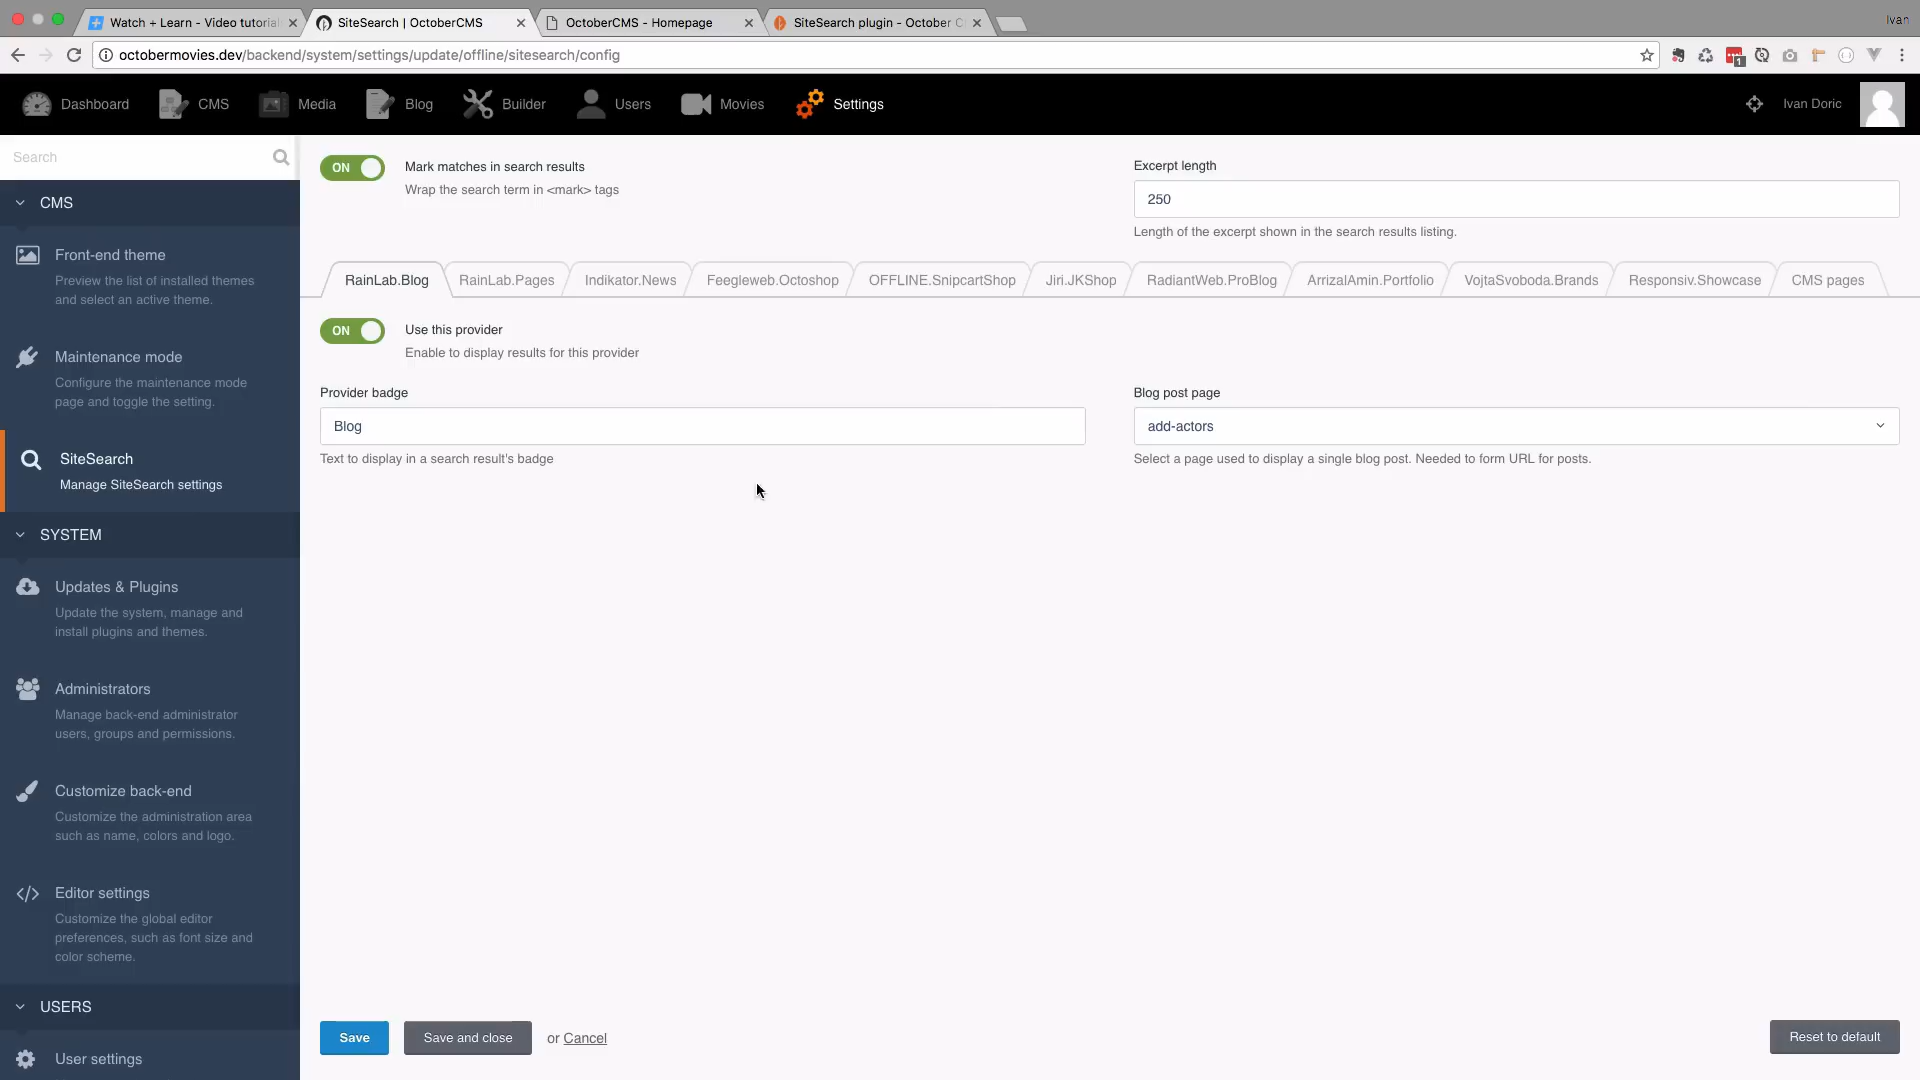 Watch + Learn - Video tutorial
SiteSearch | OctoberCMS
OctoberCMS - Homepage
SiteSearch plugin - October C
Ivan
octobermovies.dev/backend/system/settings/update/offline/sitesearch/config
1
Dashboard
CMS
Media
Blog
Builder
Users
Movies
Settings
Ivan Doric
Search
CMS
Front-end theme
Preview the list of installed themes
and select an active theme.
Maintenance mode
Configure the maintenance mode
page and toggle the setting.
SiteSearch
Manage SiteSearch settings
SYSTEM
Updates & Plugins
Update the system, manage and
install plugins and themes.
Administrators
Manage back-end administrator
users, groups and permissions.
Customize back-end
Customize the administration area
such as name, colors and logo.
Editor settings
Customize the global editor
preferences, such as font size and
color scheme.
USERS
User settings
ON
Mark matches in search results
Wrap the search term in <mark> tags
Excerpt length
250
Length of the excerpt shown in the search results listing.
RainLab.Blog
RainLab.Pages
Indikator.News
Feegleweb.Octoshop
OFFLINE.SnipcartShop
Jiri.JKShop
RadiantWeb.ProBlog
ArrizalAmin.Portfolio
VojtaSvoboda.Brands
Responsiv.Showcase
CMS pages
ON
Use this provider
Enable to display results for this provider
Provider badge
Blog
Text to display in a search result's badge
Blog post page
add-actors
Select a page used to display a single blog post. Needed to form URL for posts.
Save
Save and close
or Cancel
Reset to default